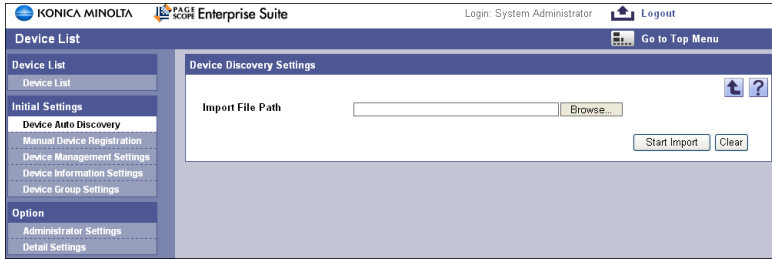 KONICA MINOLTA PAGE SCOPE Enterprise Suite Login: System Administrator Logout
Device List Go to Top Menu
Device List
Device List
Initial Settings
Device Auto Discovery
Manual Device Registration
Device Management Settings
Device Information Settings
Device Group Settings
Option
Administrator Settings
Detail Settings
Device Discovery Settings
?
Import File Path Browse...
Start Import Clear